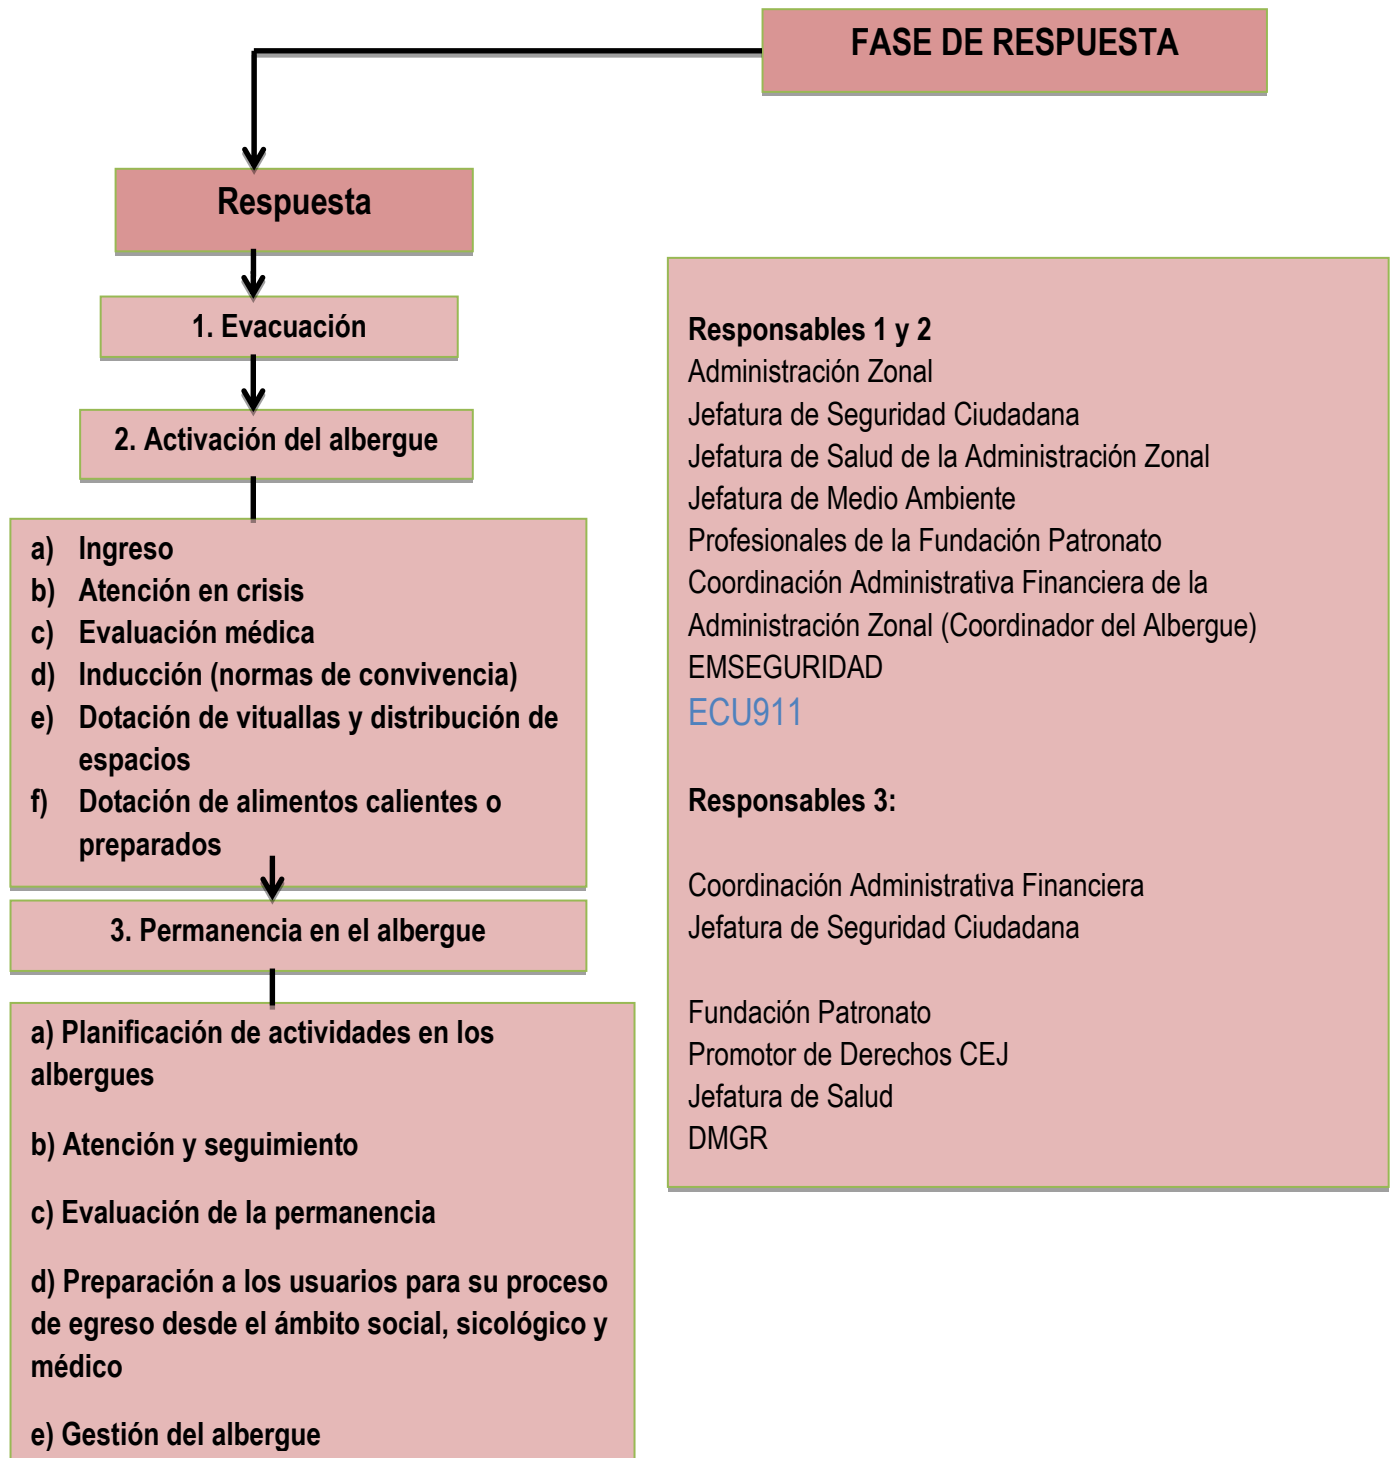 FASE DE RESPUESTA
Respuesta
1. Evacuación
2. Activación del albergue
a) Ingreso
b) Atención en crisis
c) Evaluación médica
d) Inducción (normas de convivencia)
e) Dotación de vituallas y distribución de
espacios
f) Dotación de alimentos calientes o
preparados
3. Permanencia en el albergue
a) Planificación de actividades en los
albergues
b) Atención y seguimiento
c) Evaluación de la permanencia
d) Preparación a los usuarios para su proceso
de egreso desde el ámbito social, sicológico y
médico
e) Gestión del albergue
Responsables 1 y 2
Administración Zonal
Jefatura de Seguridad Ciudadana
Jefatura de Salud de la Administración Zonal
Jefatura de Medio Ambiente
Profesionales de la Fundación Patronato
Coordinación Administrativa Financiera de la
Administración Zonal (Coordinador del Albergue)
EMSEGURIDAD
ECU911
Responsables 3:
Coordinación Administrativa Financiera
Jefatura de Seguridad Ciudadana
Fundación Patronato
Promotor de Derechos CEJ
Jefatura de Salud
DMGR